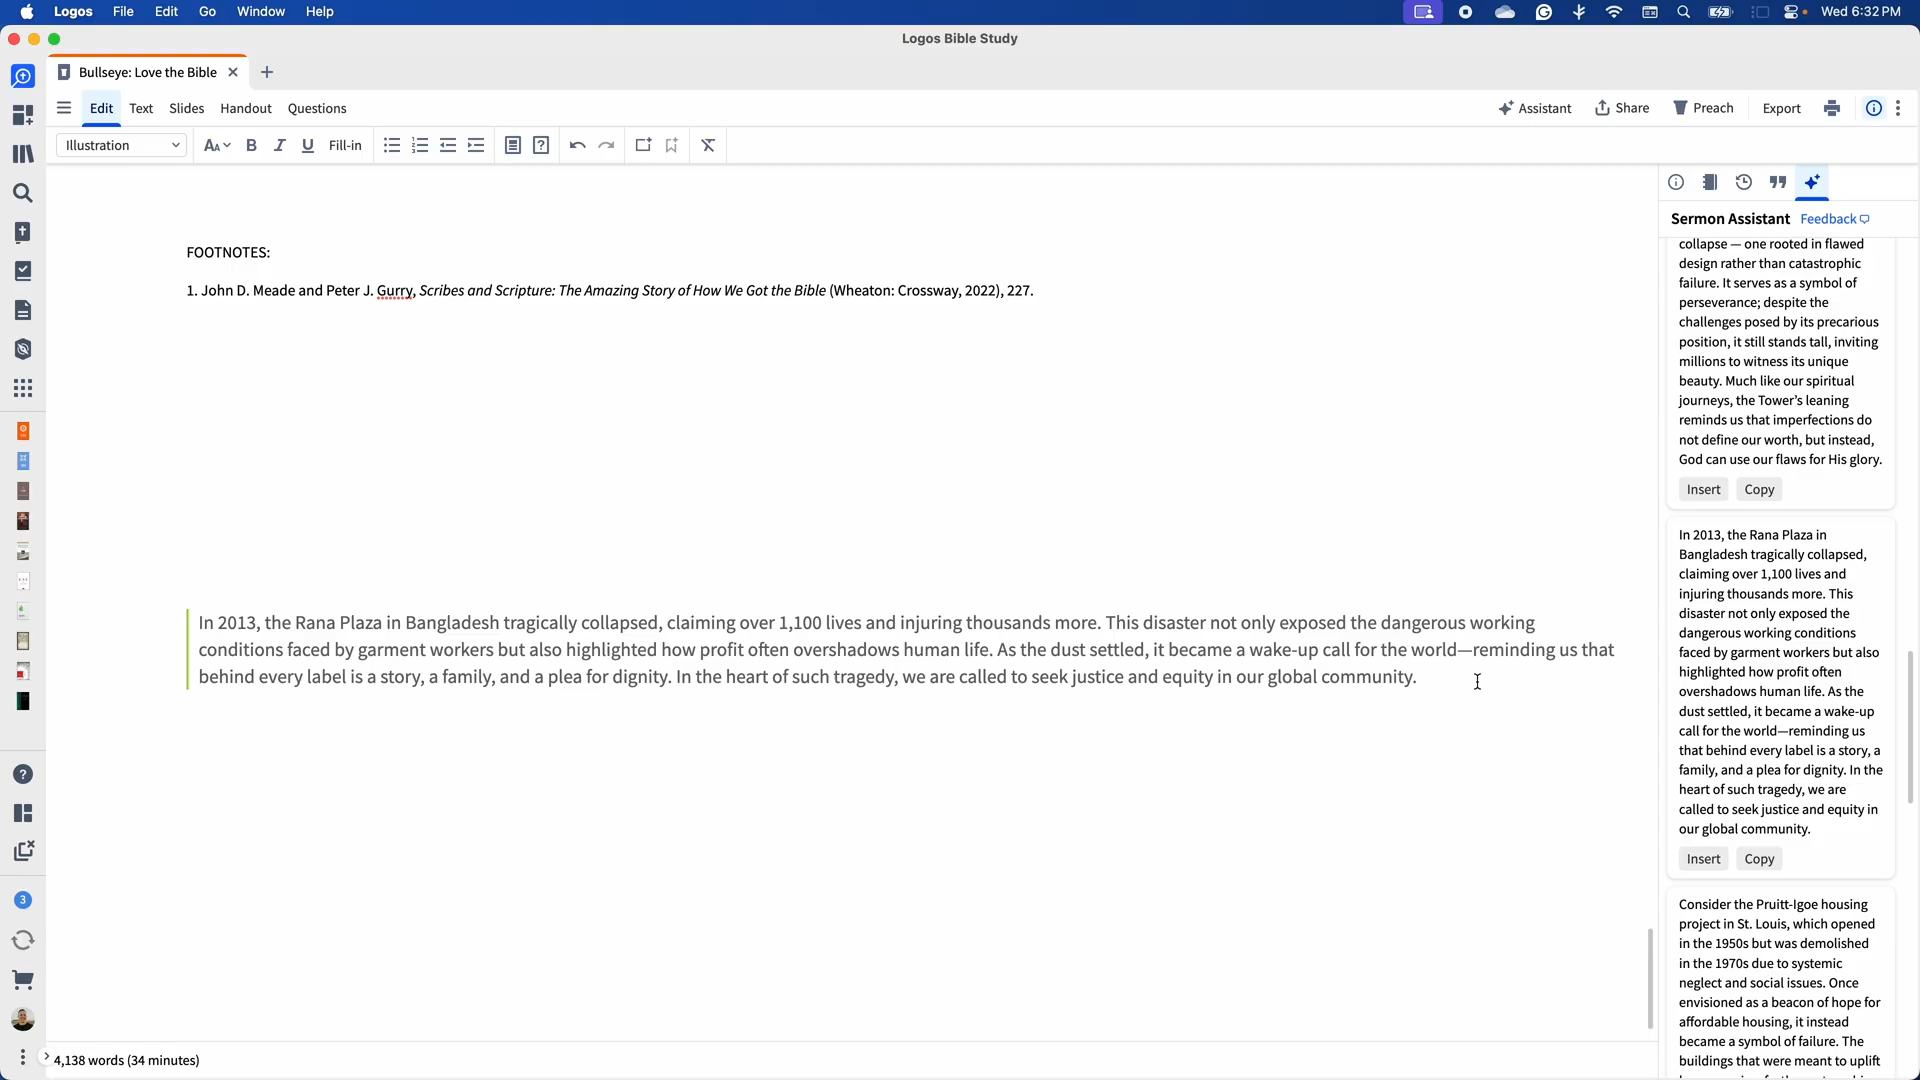 Logos File Edit Go Window Help
Wed 6:32 PM
Logos Bible Study
Bullseye: Love the Bible
Edit Text Slides Handout Questions
Assistant Share Preach Export
Illustration
Fill-in
FOOTNOTES:
1. John D. Meade and Peter J. Gurry, Scribes and Scripture: The Amazing Story of How We Got the Bible (Wheaton: Crossway, 2022), 227.
In 2013, the Rana Plaza in Bangladesh tragically collapsed, claiming over 1,100 lives and injuring thousands more. This disaster not only exposed the dangerous working
conditions faced by garment workers but also highlighted how profit often overshadows human life. As the dust settled, it became a wake-up call for the world—reminding us that
behind every label is a story, a family, and a plea for dignity. In the heart of such tragedy, we are called to seek justice and equity in our global community.
3
4,138 words (34 minutes)
Sermon Assistant Feedback
collapse — one rooted in flawed
design rather than catastrophic
failure. It serves as a symbol of
perseverance; despite the
challenges posed by its precarious
position, it still stands tall, inviting
millions to witness its unique
beauty. Much like our spiritual
journeys, the Tower’s leaning
reminds us that imperfections do
not define our worth, but instead,
God can use our flaws for His glory.
Insert Copy
In 2013, the Rana Plaza in
Bangladesh tragically collapsed,
claiming over 1,100 lives and
injuring thousands more. This
disaster not only exposed the
dangerous working conditions
faced by garment workers but also
highlighted how profit often
overshadows human life. As the
dust settled, it became a wake-up
call for the world—reminding us
that behind every label is a story, a
family, and a plea for dignity. In the
heart of such tragedy, we are
called to seek justice and equity in
our global community.
Insert Copy
Consider the Pruitt-Igoe housing
project in St. Louis, which opened
in the 1950s but was demolished
in the 1970s due to systemic
neglect and social issues. Once
envisioned as a beacon of hope for
affordable housing, it instead
became a symbol of failure. The
buildings that were meant to uplift